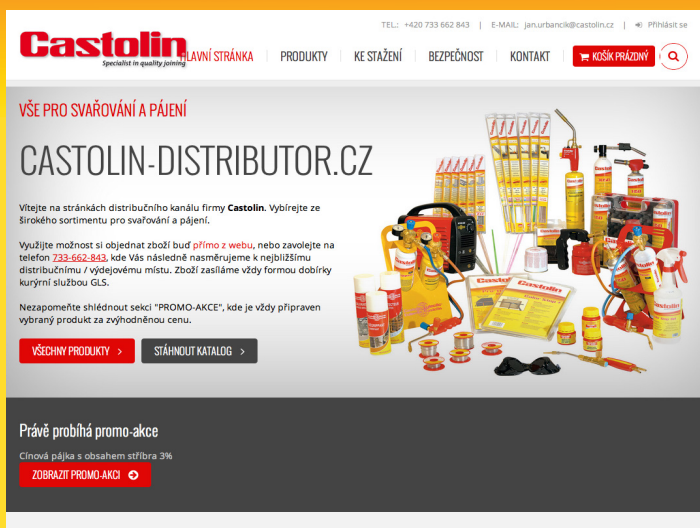 TEL.: +420 733 662 843 | E-MAIL: jan.urbancik@castolin.cz | Přihlásit se
Castolin
Specialist in quality joining
HLAVNÍ STRÁNKA
PRODUKTY
KE STAŽENÍ
BEZPEČNOST
KONTAKT
KOŠÍK PRÁZDNÝ
VŠE PRO SVAŘOVÁNÍ A PÁJENÍ
CASTOLIN-DISTRIBUTOR.CZ
Vítejte na stránkách distribučního kanálu firmy Castolin. Vybírejte ze
širokého sortimentu pro svařování a pájení.
Využijte možnost si objednat zboží buď přímo z webu, nebo zavolejte na
telefon 733-662-843, kde Vás následně nasměrujeme k nejbližšímu
distribučnímu / výdejovému místu. Zboží zasíláme vždy formou dobírky
kurýrní službou GLS.
Nezapomeňte shlédnout sekci "PROMO-AKCE", kde je vždy připraven
vybraný produkt za zvýhodněnou cenu.
VŠECHNY PRODUKTY
STÁHNOUT KATALOG
Castolin
Castolin
Právě probíhá promo-akce
Cínová pájka s obsahem stříbra 3%
ZOBRAZIT PROMO-AKCI